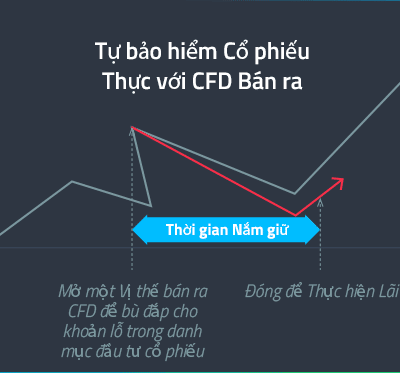 Tự bảo hiểm Cổ phiếu
Thực với CFD Bán ra
Thời gian Nắm giữ
Mở một Vị thế bán ra
CFD để bù đắp cho
khoản lỗ trong danh
mục đầu tư cổ phiếu
Đóng để Thực hiện Lãi